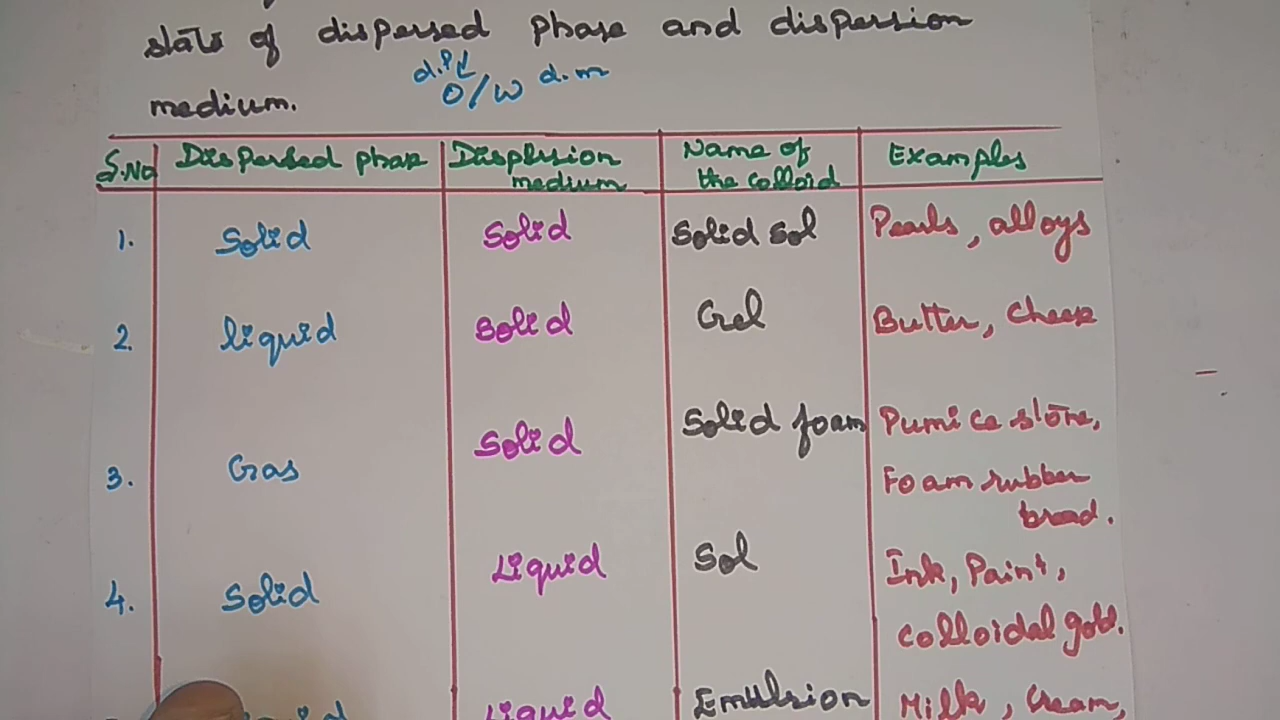 state of dispersed phase and dispersion
d.p
o/w d.m
medium.
S.No Dispersed phase Dispersion medium Name of the colloid Examples
1. Solid Solid Solid sol Pearls, alloys
2. liquid Solid Gel Butter, Cheese
3. Gas Solid Solid foam Pumice stone,
Foam rubber
bread.
4. Solid Liquid Sol Ink, Paint,
colloidal gold.
Liquid Emulsion Milk, Cream,